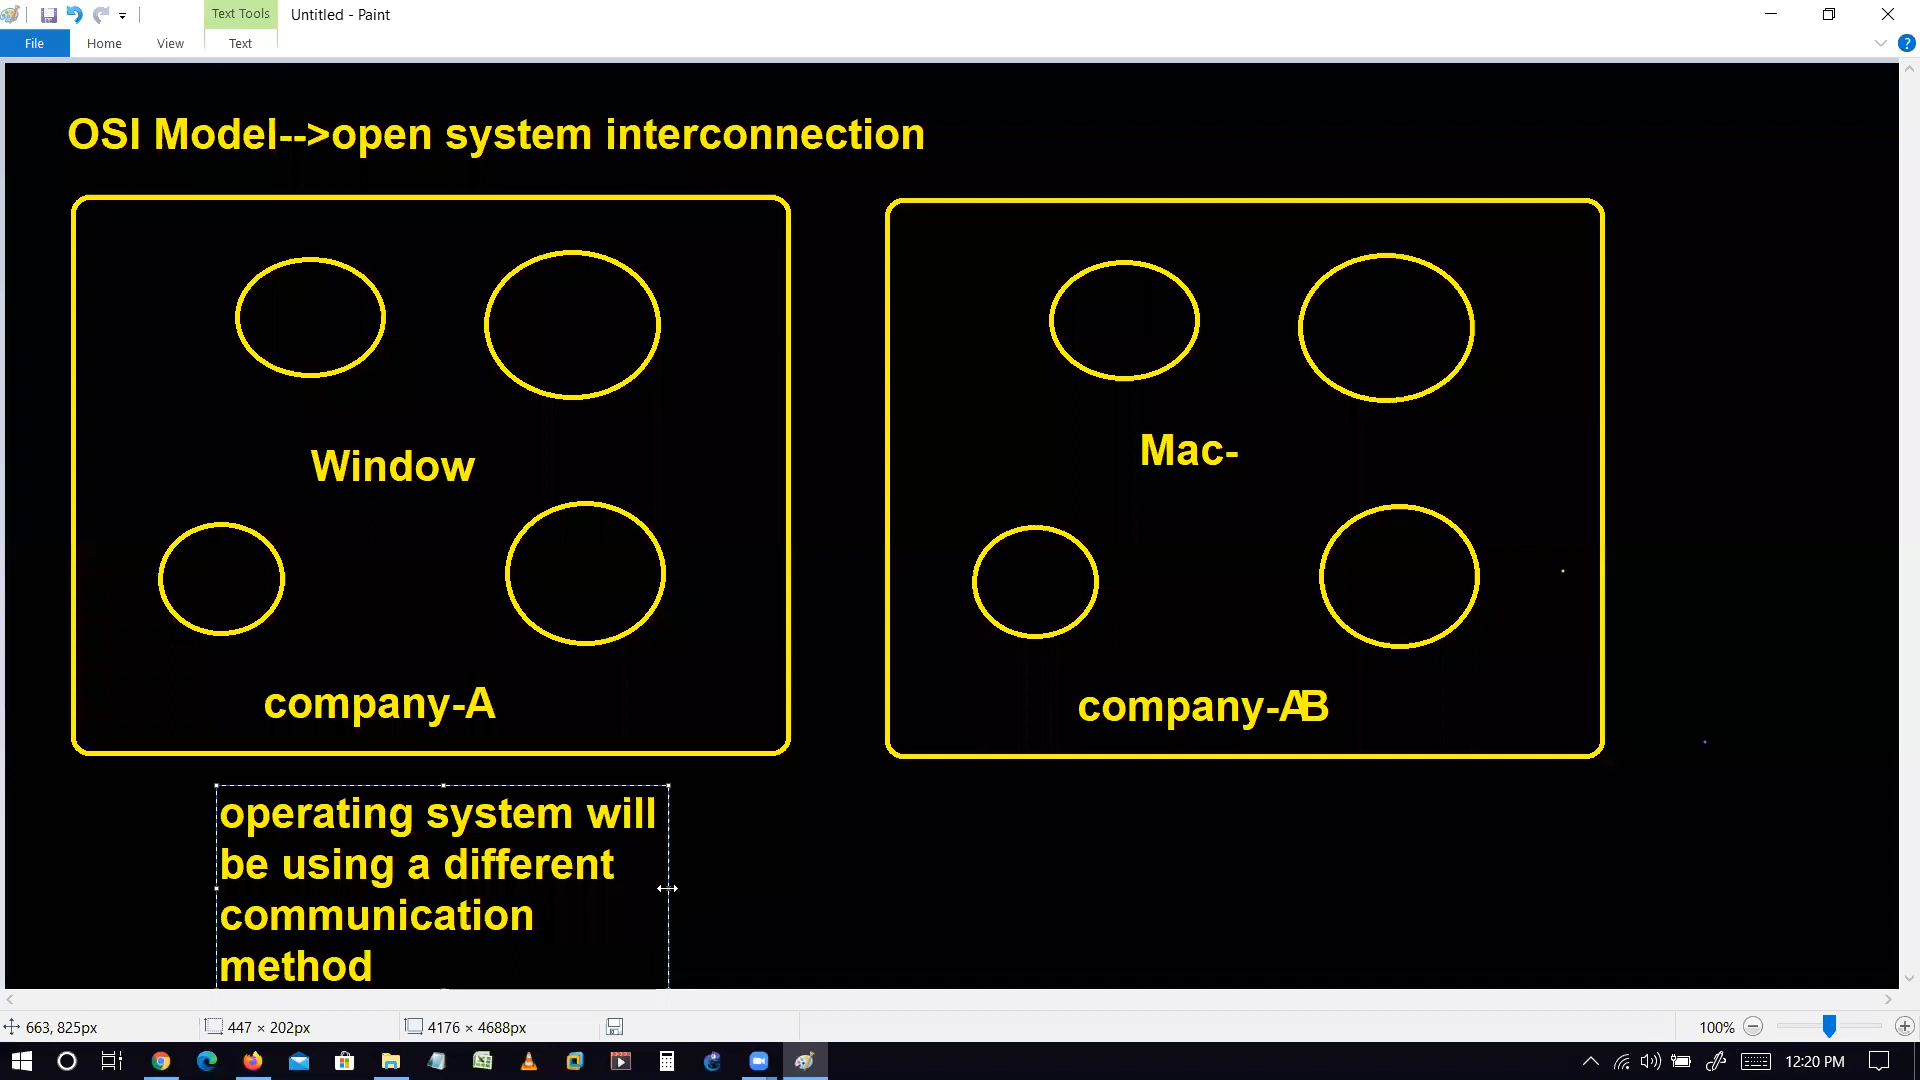 Text Tools
Untitled - Paint
File
Home
View
Text
OSI Model-->open system interconnection
Window
Mac-
company-A
company-AB
operating system will
be using a different
communication
method
663, 825px
447 × 202px
4176 × 4688px
100%
12:20 PM